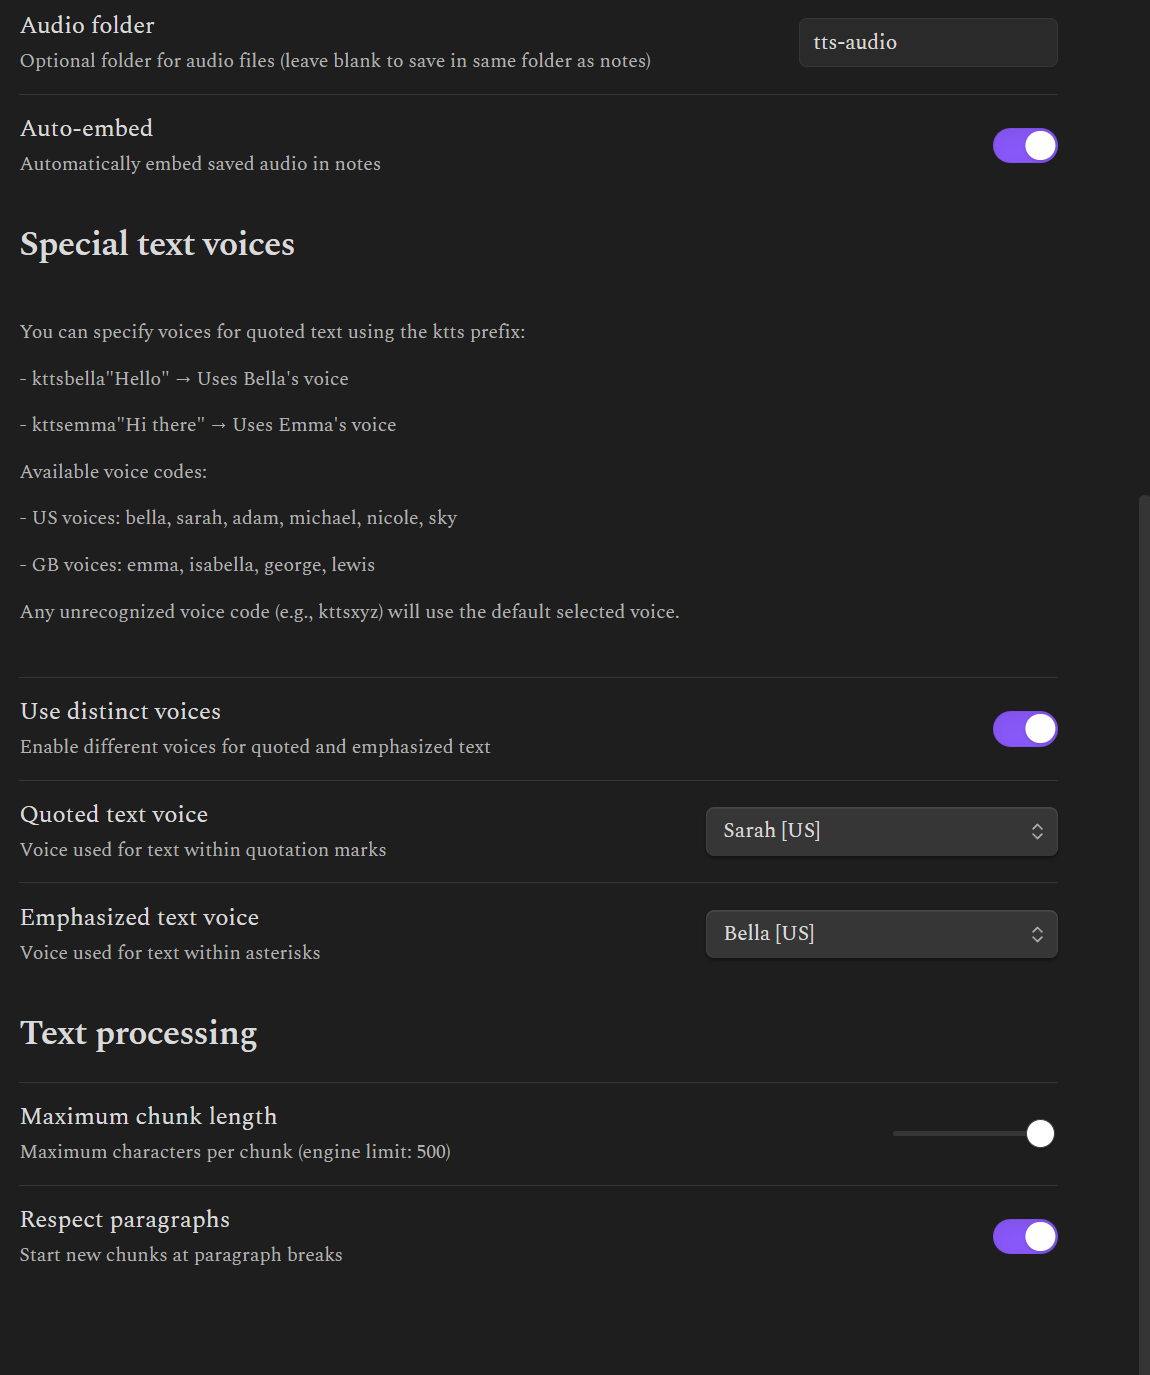 Audio folder
Optional folder for audio files (leave blank to save in same folder as notes)
tts-audio
Auto-embed
Automatically embed saved audio in notes
Special text voices
You can specify voices for quoted text using the ktts prefix:
- kttsbella"Hello" → Uses Bella's voice
- kttsemma"Hi there" → Uses Emma's voice
Available voice codes:
- US voices: bella, sarah, adam, michael, nicole, sky
- GB voices: emma, isabella, george, lewis
Any unrecognized voice code (e.g., kttsxyz) will use the default selected voice.
Use distinct voices
Enable different voices for quoted and emphasized text
Quoted text voice
Voice used for text within quotation marks
Sarah [US]
Emphasized text voice
Voice used for text within asterisks
Bella [US]
Text processing
Maximum chunk length
Maximum characters per chunk (engine limit: 500)
Respect paragraphs
Start new chunks at paragraph breaks